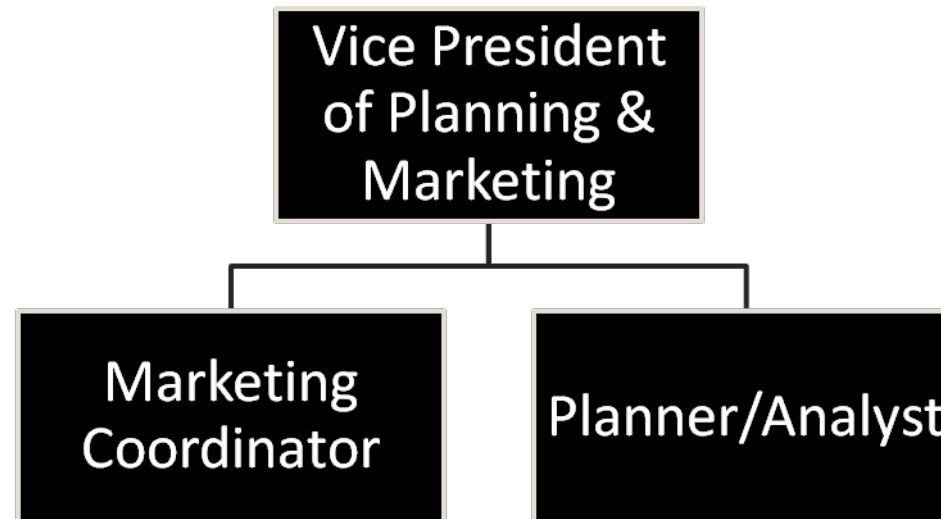 Vice President
of Planning &
Marketing
Marketing
Coordinator
Planner/Analyst